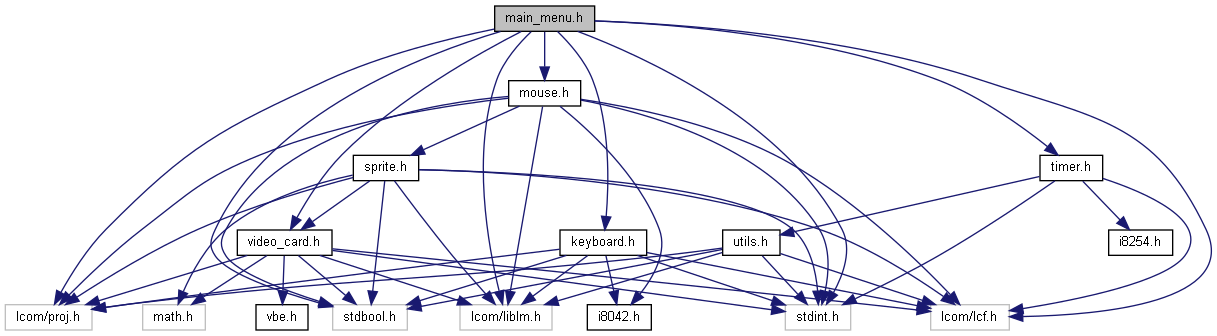 main_menu.h
mouse.h
sprite.h
timer.h
video_card.h
keyboard.h
utils.h
i8254.h
lcom/proj.h
math.h
vbe.h
stdbool.h
lcom/liblm.h
i8042.h
stdint.h
lcom/lcf.h